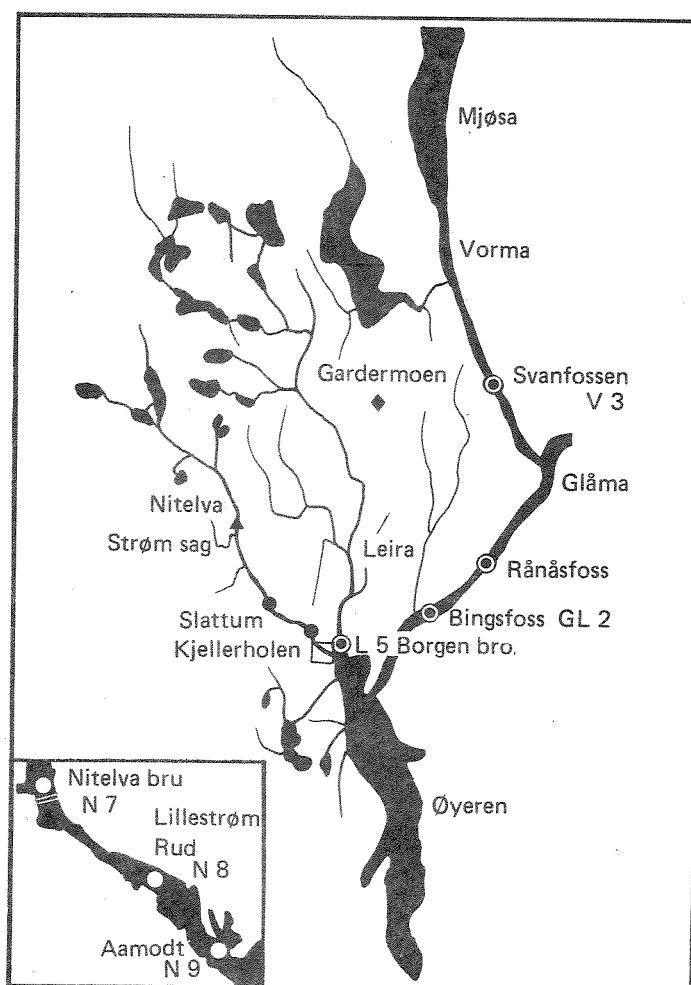 Mjøsa
Vorma
Gardermoen
Svanfossen
V 3
Glåma
Nitelva
Strøm sag
Leira
Rånåsfoss
Slattum
Bingsfoss GL 2
Kjellerholen
L 5 Borgen bro.
Øyeren
Nitelva bru
N 7
Lillestrøm
Rud
N 8
Aamodt
N 9